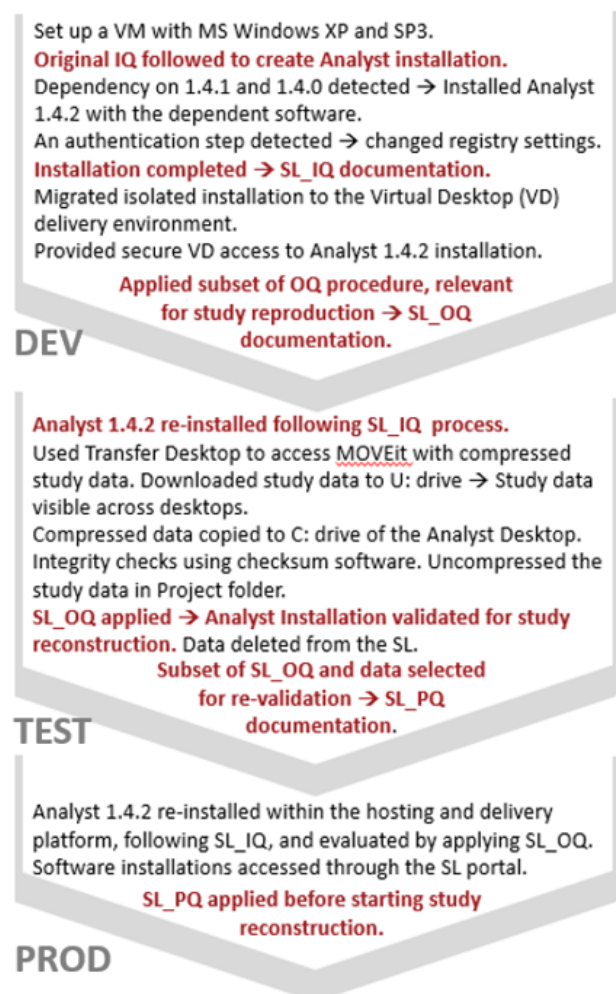 Set up a VM with MS Windows XP and SP3.
Original IQ followed to create Analyst installation.
Dependency on 1.4.1 and 1.4.0 detected → Installed Analyst
1.4.2 with the dependent software.
An authentication step detected → changed registry settings.
Installation completed → SL_IQ documentation.
Migrated isolated installation to the Virtual Desktop (VD)
delivery environment.
Provided secure VD access to Analyst 1.4.2 installation.
Applied subset of OQ procedure, relevant
for study reproduction → SL_OQ
documentation.
DEV
Analyst 1.4.2 re-installed following SL_IQ process.
Used Transfer Desktop to access MOVEit with compressed
study data. Downloaded study data to U: drive → Study data
visible across desktops.
Compressed data copied to C: drive of the Analyst Desktop.
Integrity checks using checksum software. Uncompressed the
study data in Project folder.
SL_OQ applied → Analyst Installation validated for study
reconstruction. Data deleted from the SL.
Subset of SL_OQ and data selected
for re-validation → SL_PQ
documentation.
TEST
Analyst 1.4.2 re-installed within the hosting and delivery
platform, following SL_IQ, and evaluated by applying SL_OQ.
Software installations accessed through the SL portal.
SL_PQ applied before starting study
reconstruction.
PROD